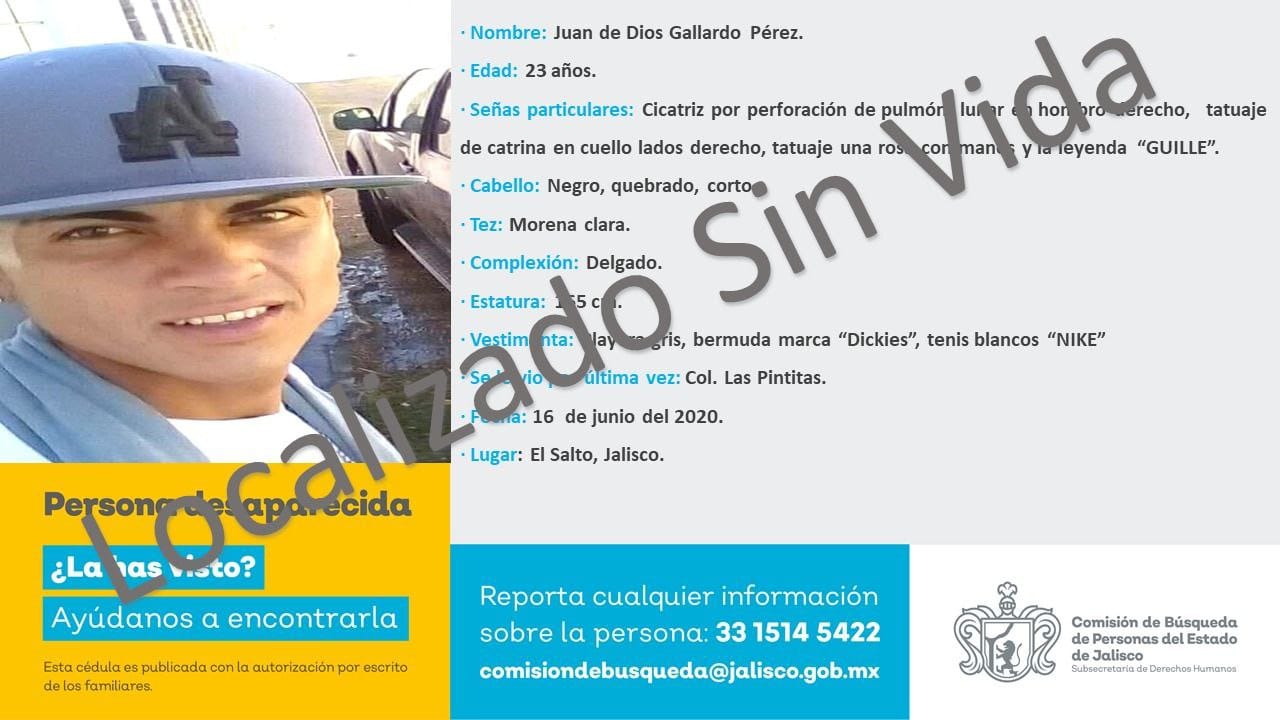 · Nombre: Juan de Dios Gallardo Pérez.
· Edad: 23 años.
· Señas particulares: Cicatriz por perforación de pulmón, lunar en hombro derecho, tatuaje
de catrina en cuello lados derecho, tatuaje una rosa con manos y la leyenda “GUILLE”.
· Cabello: Negro, quebrado, corto
· Tez: Morena clara.
· Complexión: Delgado.
· Estatura: cm.
· Vestimenta: Playera gris, bermuda marca “Dickies”, tenis blancos “NIKE”
· Se le vio por última vez: Col. Las Pintitas.
· Fecha: 16 de junio del 2020.
· Lugar: El Salto, Jalisco.
Localizado Sin Vida
Persona desaparecida
¿La has visto?
Ayúdanos a encontrarla
Esta cédula es publicada con la autorización por escrito
de los familiares.
Reporta cualquier información
sobre la persona: 33 1514 5422
comisiondebusqueda@jalisco.gob.mx
Comisión de Búsqueda
de Personas del Estado
de Jalisco
Subsecretaría de Derechos Humanos
A